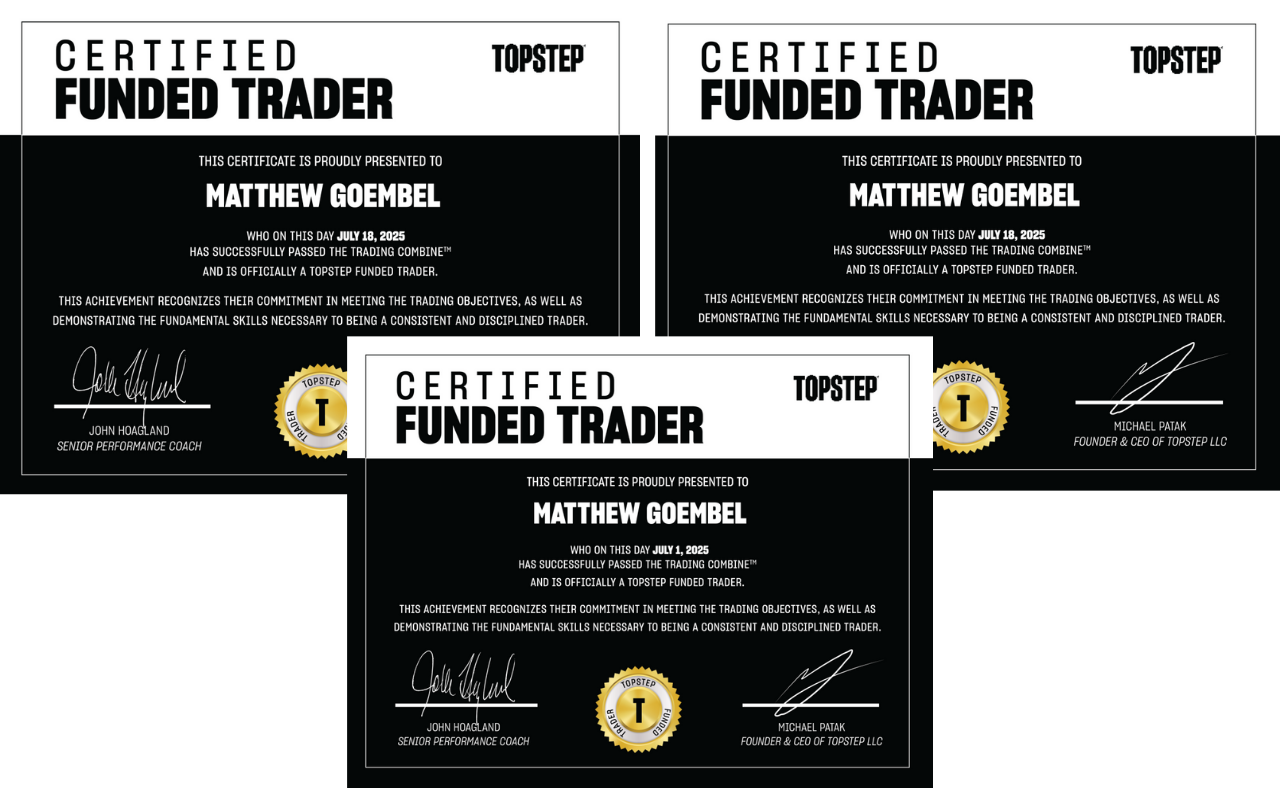 CERTIFIED
FUNDED TRADER
TOPSTEP
THIS CERTIFICATE IS PROUDLY PRESENTED TO
MATTHEW GOEMBEL
WHO ON THIS DAY JULY 18, 2025
HAS SUCCESSFULLY PASSED THE TRADING COMBINE™
AND IS OFFICIALLY A TOPSTEP FUNDED TRADER.
THIS ACHIEVEMENT RECOGNIZES THEIR COMMITMENT IN MEETING THE TRADING OBJECTIVES, AS WELL AS
DEMONSTRATING THE FUNDAMENTAL SKILLS NECESSARY TO BEING A CONSISTENT AND DISCIPLINED TRADER.
JOHN HOAGLAND
SENIOR PERFORMANCE COACH
TOPSTEP
T
TRADER
CERTIFIED
FUNDED TRADER
TOPSTEP
THIS CERTIFICATE IS PROUDLY PRESENTED TO
MATTHEW GOEMBEL
WHO ON THIS DAY JULY 18, 2025
HAS SUCCESSFULLY PASSED THE TRADING COMBINE™
AND IS OFFICIALLY A TOPSTEP FUNDED TRADER.
THIS ACHIEVEMENT RECOGNIZES THEIR COMMITMENT IN MEETING THE TRADING OBJECTIVES, AS WELL AS
DEMONSTRATING THE FUNDAMENTAL SKILLS NECESSARY TO BEING A CONSISTENT AND DISCIPLINED TRADER.
TOPSTEP
T
FUNDED
MICHAEL PATAK
FOUNDER & CEO OF TOPSTEP LLC
CERTIFIED
FUNDED TRADER
TOPSTEP
THIS CERTIFICATE IS PROUDLY PRESENTED TO
MATTHEW GOEMBEL
WHO ON THIS DAY JULY 1, 2025
HAS SUCCESSFULLY PASSED THE TRADING COMBINE™
AND IS OFFICIALLY A TOPSTEP FUNDED TRADER.
THIS ACHIEVEMENT RECOGNIZES THEIR COMMITMENT IN MEETING THE TRADING OBJECTIVES, AS WELL AS
DEMONSTRATING THE FUNDAMENTAL SKILLS NECESSARY TO BEING A CONSISTENT AND DISCIPLINED TRADER.
JOHN HOAGLAND
SENIOR PERFORMANCE COACH
TOPSTEP
T
TRADER
FUNDED
MICHAEL PATAK
FOUNDER & CEO OF TOPSTEP LLC